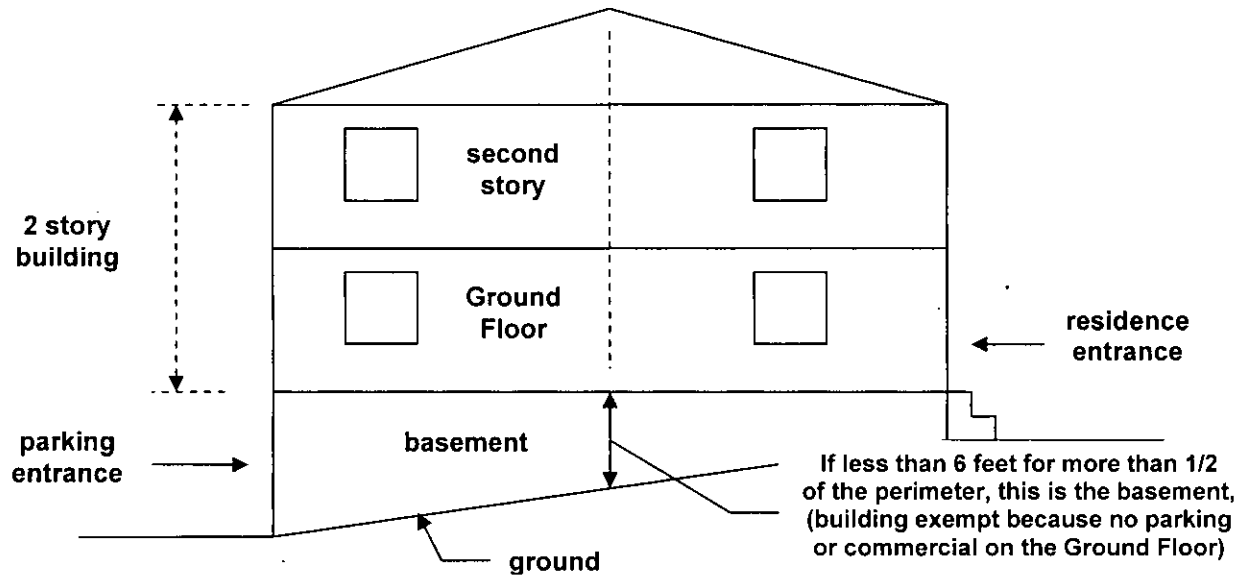 second
story
2 story
building
Ground
Floor
residence
entrance
parking
entrance
basement
If less than 6 feet for more than 1/2
of the perimeter, this is the basement,
(building exempt because no parking
or commercial on the Ground Floor)
ground